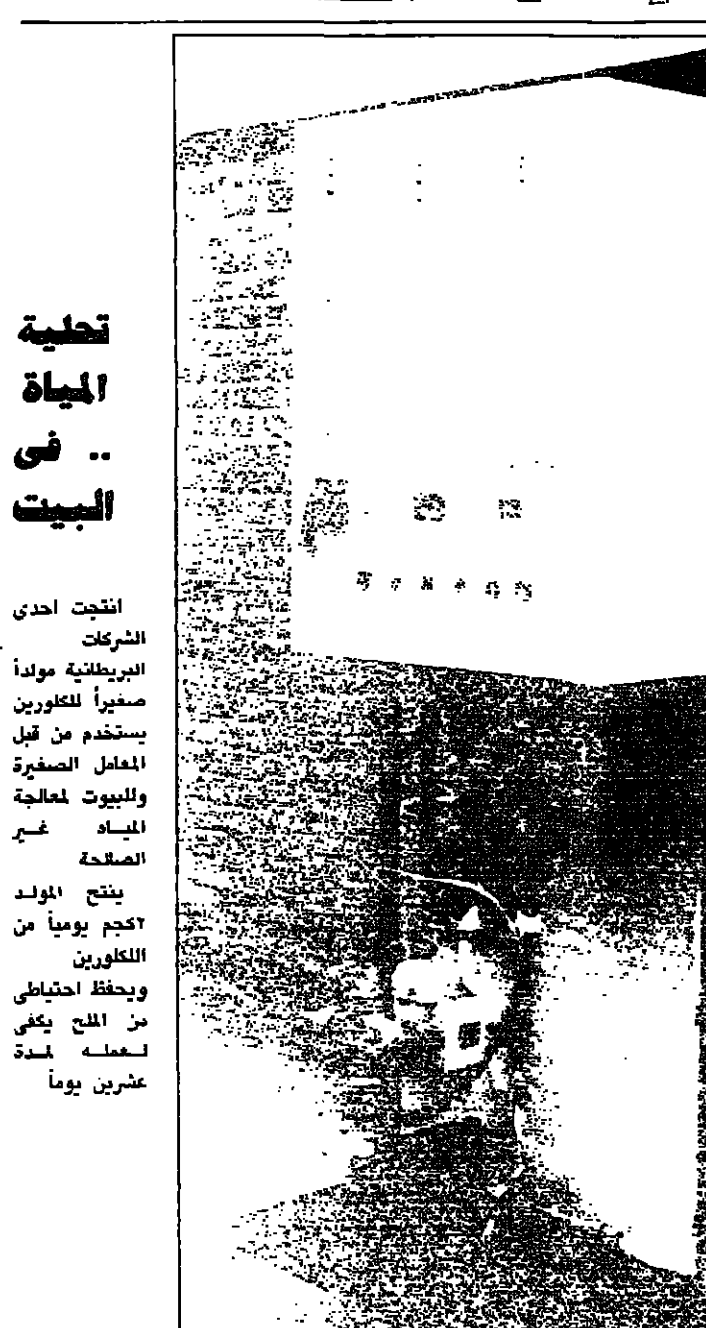 تحلية
المياة
.. فى
البيت
انتجت احدى
الشركات
البريطانية مولداً
صغيراً للكلورين
يستخدم من قبل
المعامل الصغيرة
وللبيوت لمعالجة
المياه غير
الصالحة
ينتج المولد
٢كجم يومياً من
اللكلورين
ويحفظ احتياطى
من الملح يكفى
لعمله لمدة
عشرين يوماً